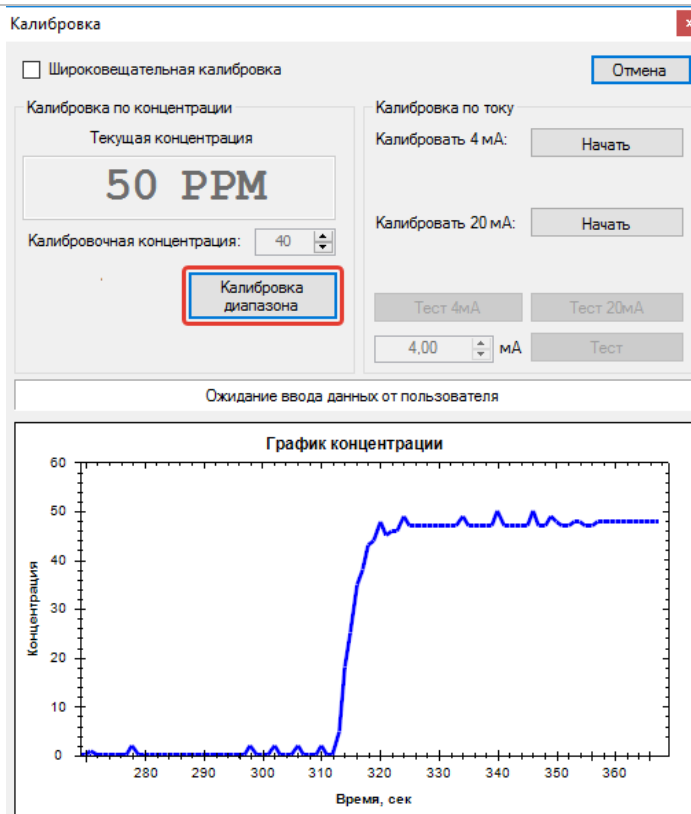 Калибровка
Широковещательная калибровка
Отмена
Калибровка по концентрации
Текущая концентрация
50 PPM
Калибровочная концентрация: 40
Калибровка
диапазона
Калибровка по току
Калибровать 4 мА: Начать
Калибровать 20 мА: Начать
Тест 4мА Тест 20мА
4,00 мА Тест
Ожидание ввода данных от пользователя
График концентрации
Концентрация
60
50
40
30
20
10
0
280 290 300 310 320 330 340 350 360
Время, сек